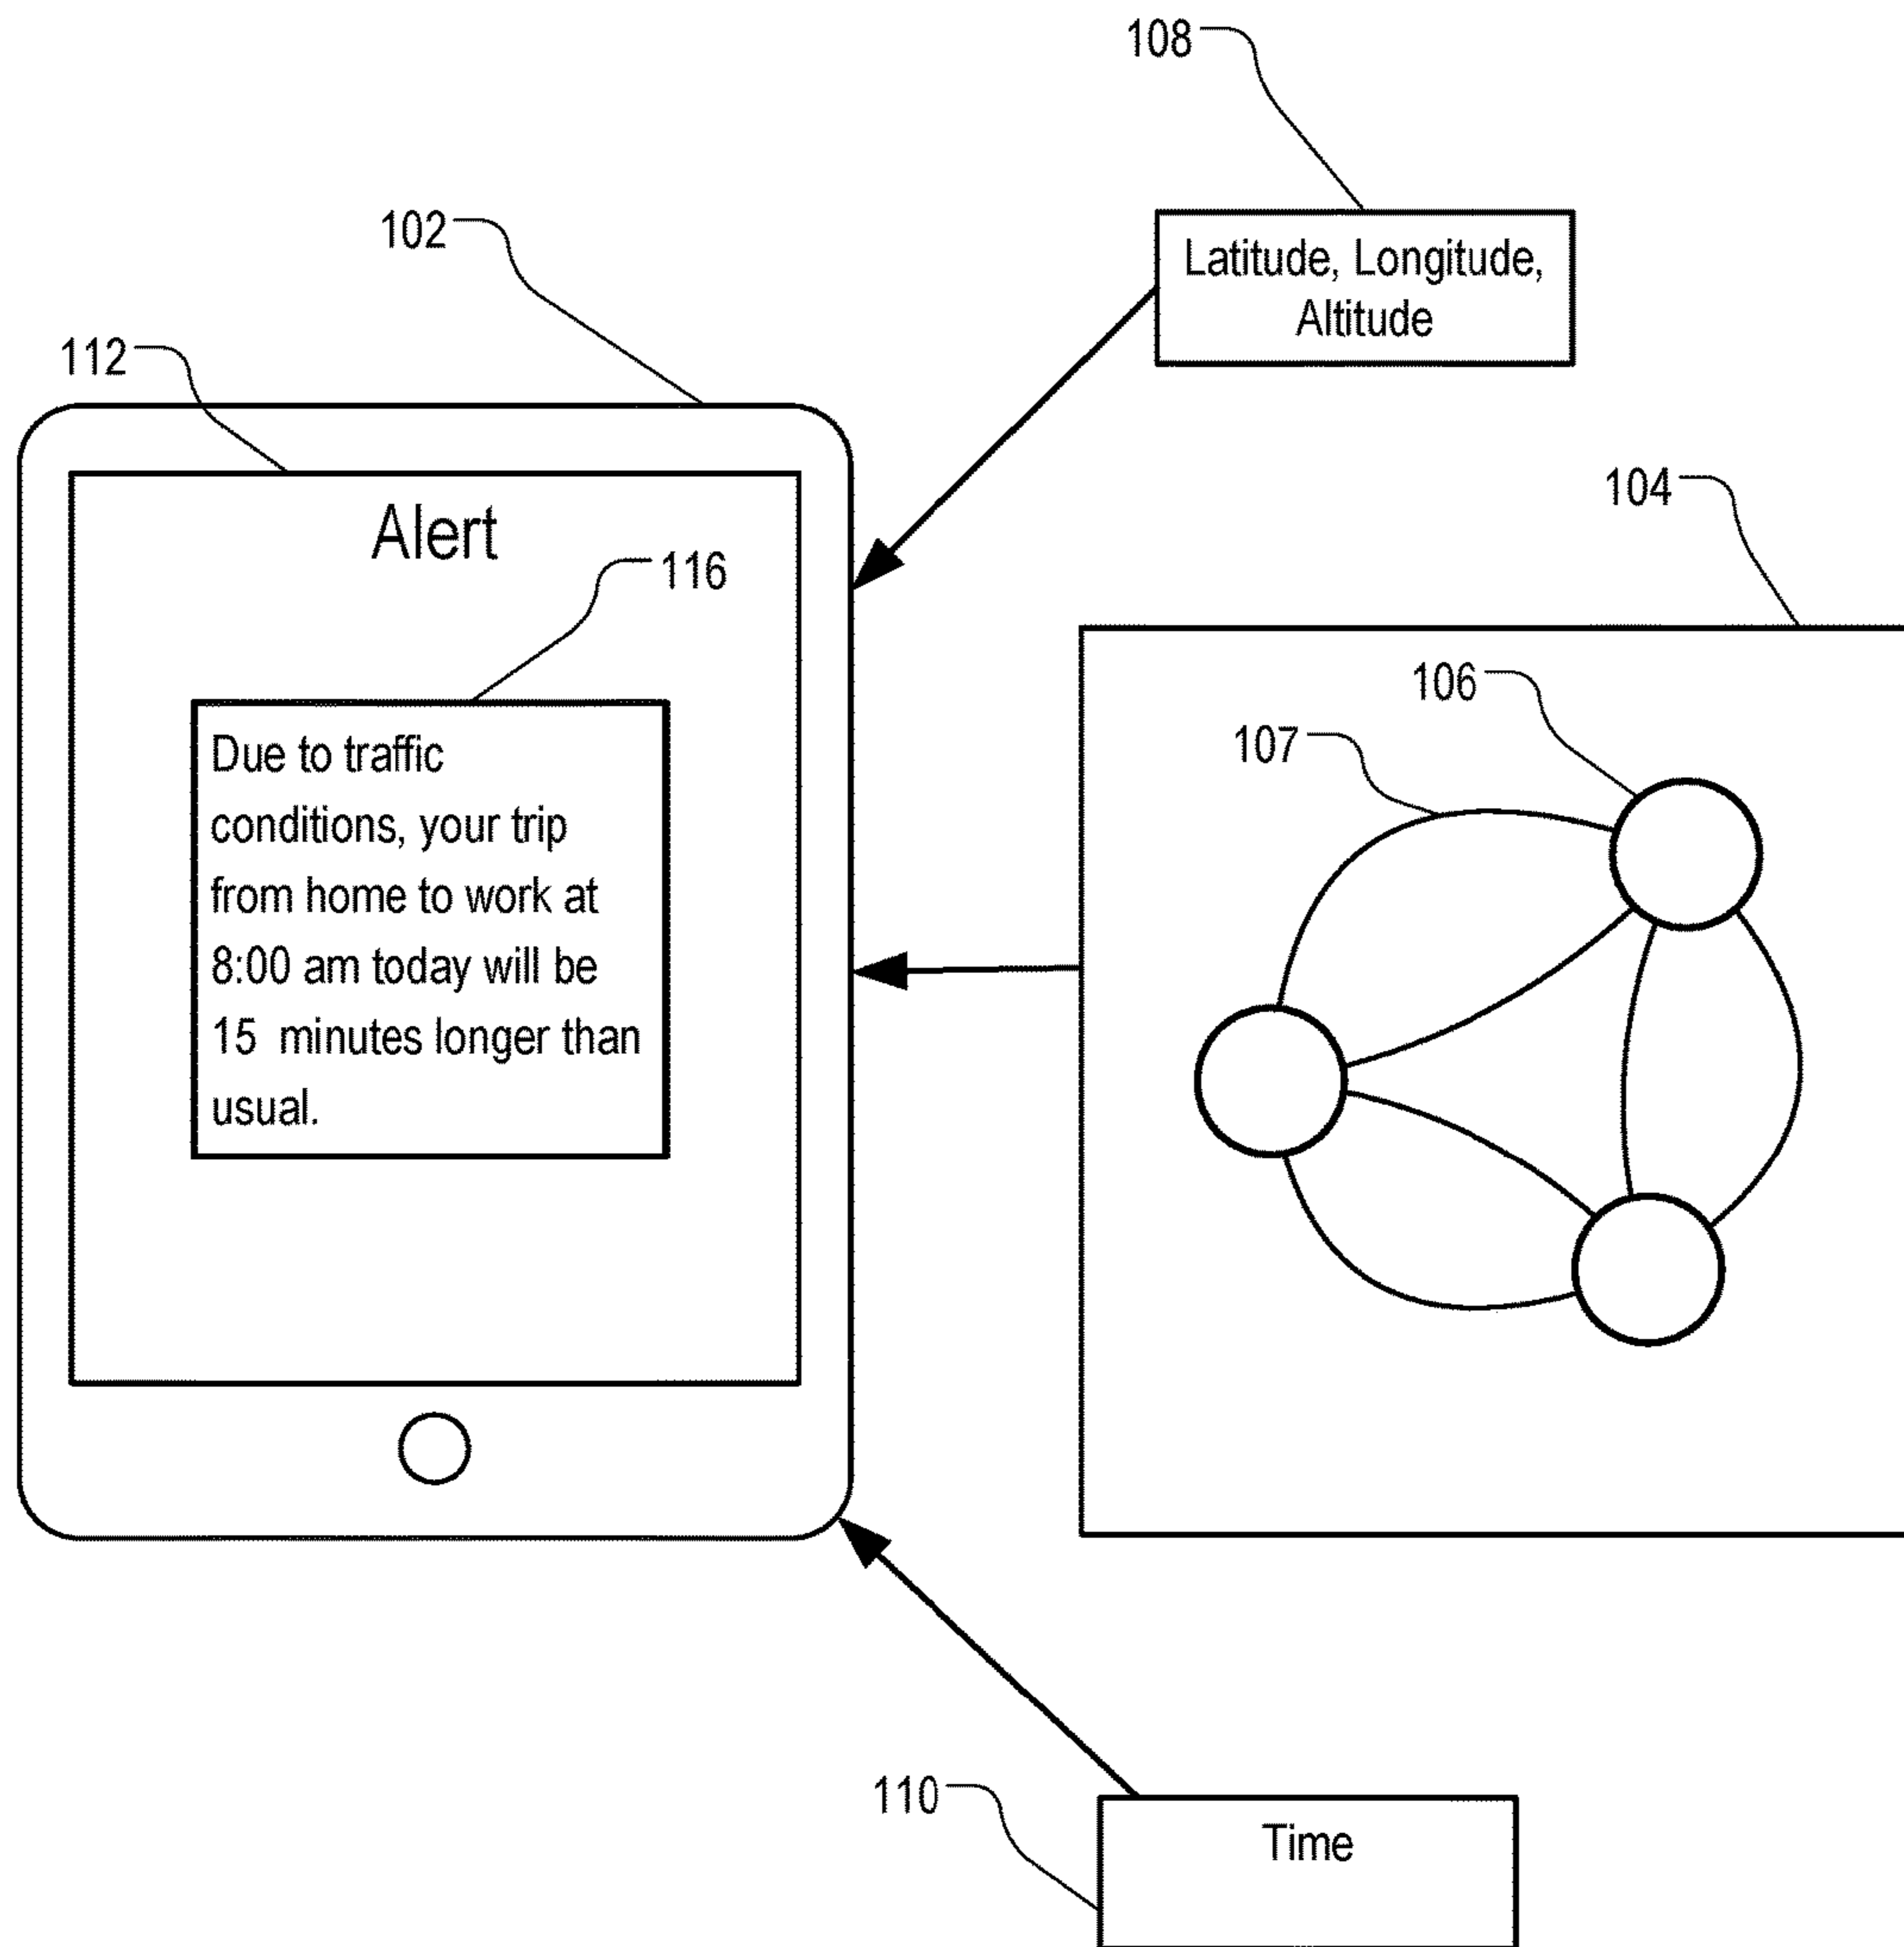 108
102
Latitude, Longitude,
Altitude
112
104
Alert
116
106
107
Due to traffic
conditions, your trip
from home to work at
8:00 am today will be
15 minutes longer than
usual.
110
Time